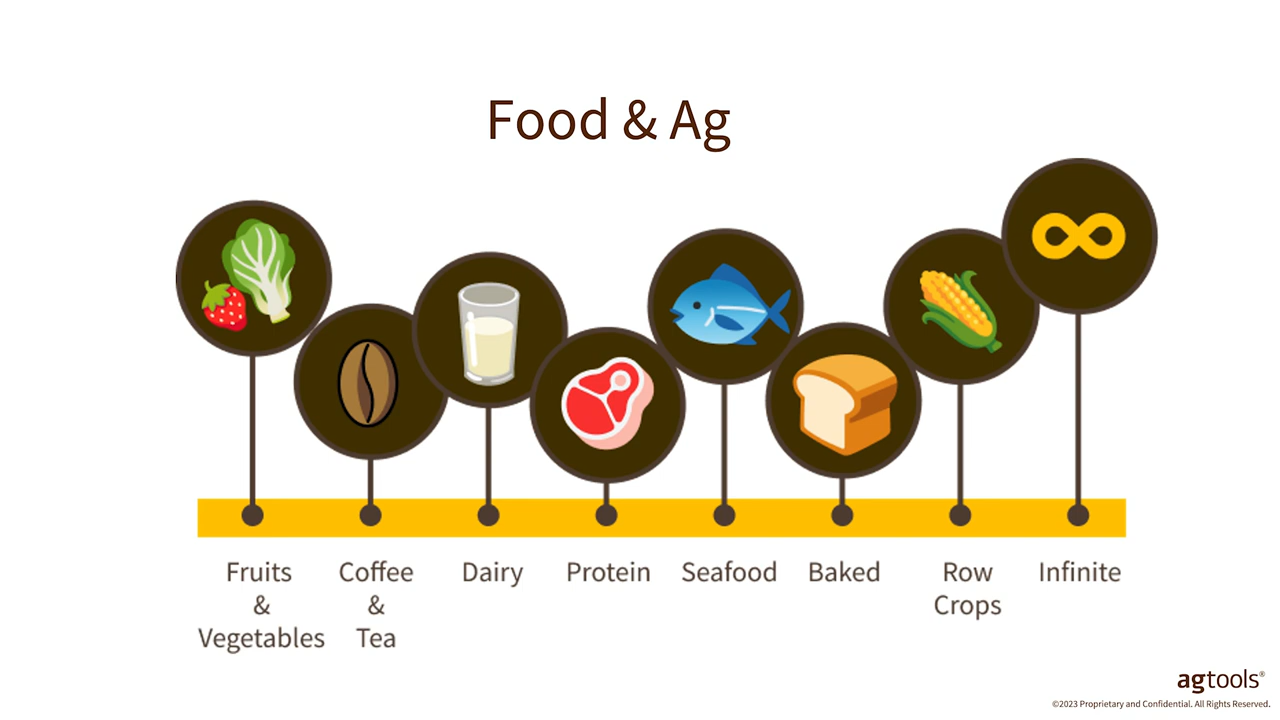 Food & Ag
Fruits
&
Vegetables
Coffee
&
Tea
Dairy
Protein
Seafood
Baked
Row
Crops
Infinite
agtools®
©2023 Proprietary and Confidential. All Rights Reserved.